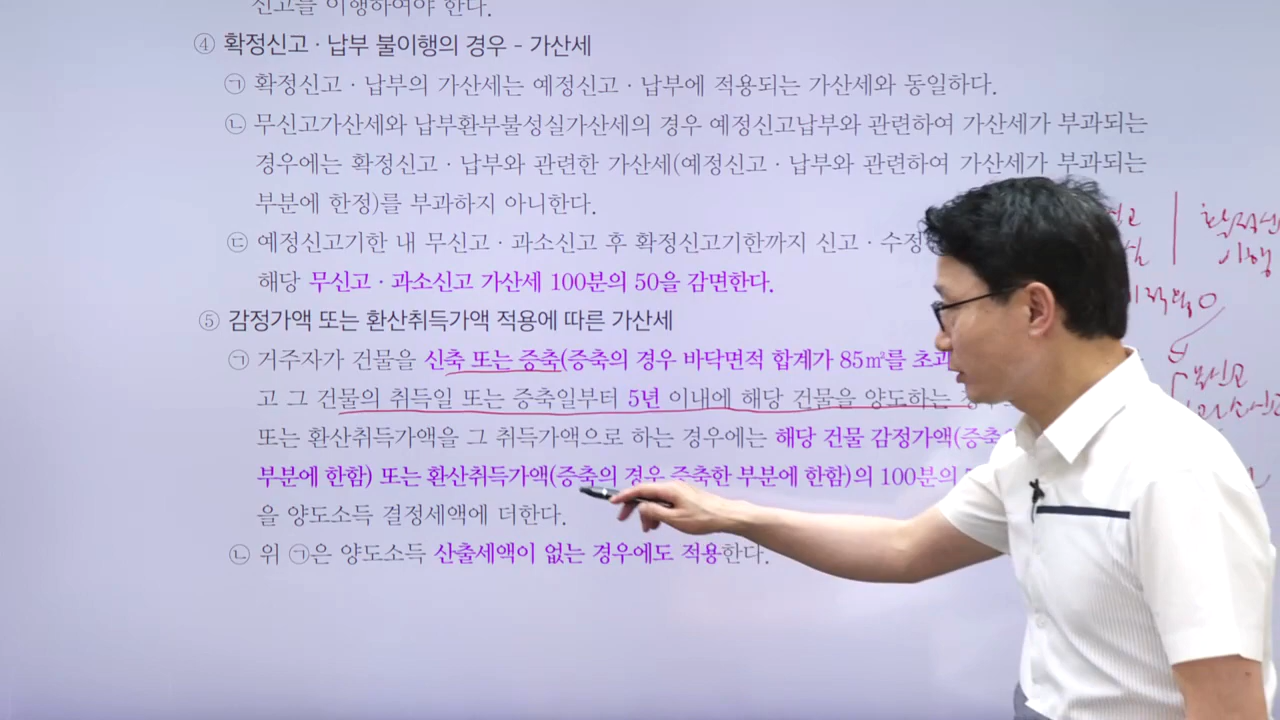 신고를 이행하여야 한다.
④ 확정신고 · 납부 불이행의 경우 - 가산세
㉠ 확정신고 · 납부의 가산세는 예정신고 · 납부에 적용되는 가산세와 동일하다.
㉡ 무신고가산세와 납부환부불성실가산세의 경우 예정신고납부와 관련하여 가산세가 부과되는
경우에는 확정신고 · 납부와 관련한 가산세(예정신고 · 납부와 관련하여 가산세가 부과되는
부분에 한정)를 부과하지 아니한다.
㉢ 예정신고기한 내 무신고 · 과소신고 후 확정신고기한까지 신고 · 수정
해당 무신고 · 과소신고 가산세 100분의 50을 감면한다.
⑤ 감정가액 또는 환산취득가액 적용에 따른 가산세
㉠ 거주자가 건물을 신축 또는 증축(증축의 경우 바닥면적 합계가 85㎡를 초과
고 그 건물의 취득일 또는 증축일부터 5년 이내에 해당 건물을 양도하는
또는 환산취득가액을 그 취득가액으로 하는 경우에는 해당 건물 감정가액(증축
부분에 한함) 또는 환산취득가액(증축의 경우 증축한 부분에 한함)의 100분의
을 양도소득 결정세액에 더한다.
㉡ 위 ㉠은 양도소득 산출세액이 없는 경우에도 적용한다.